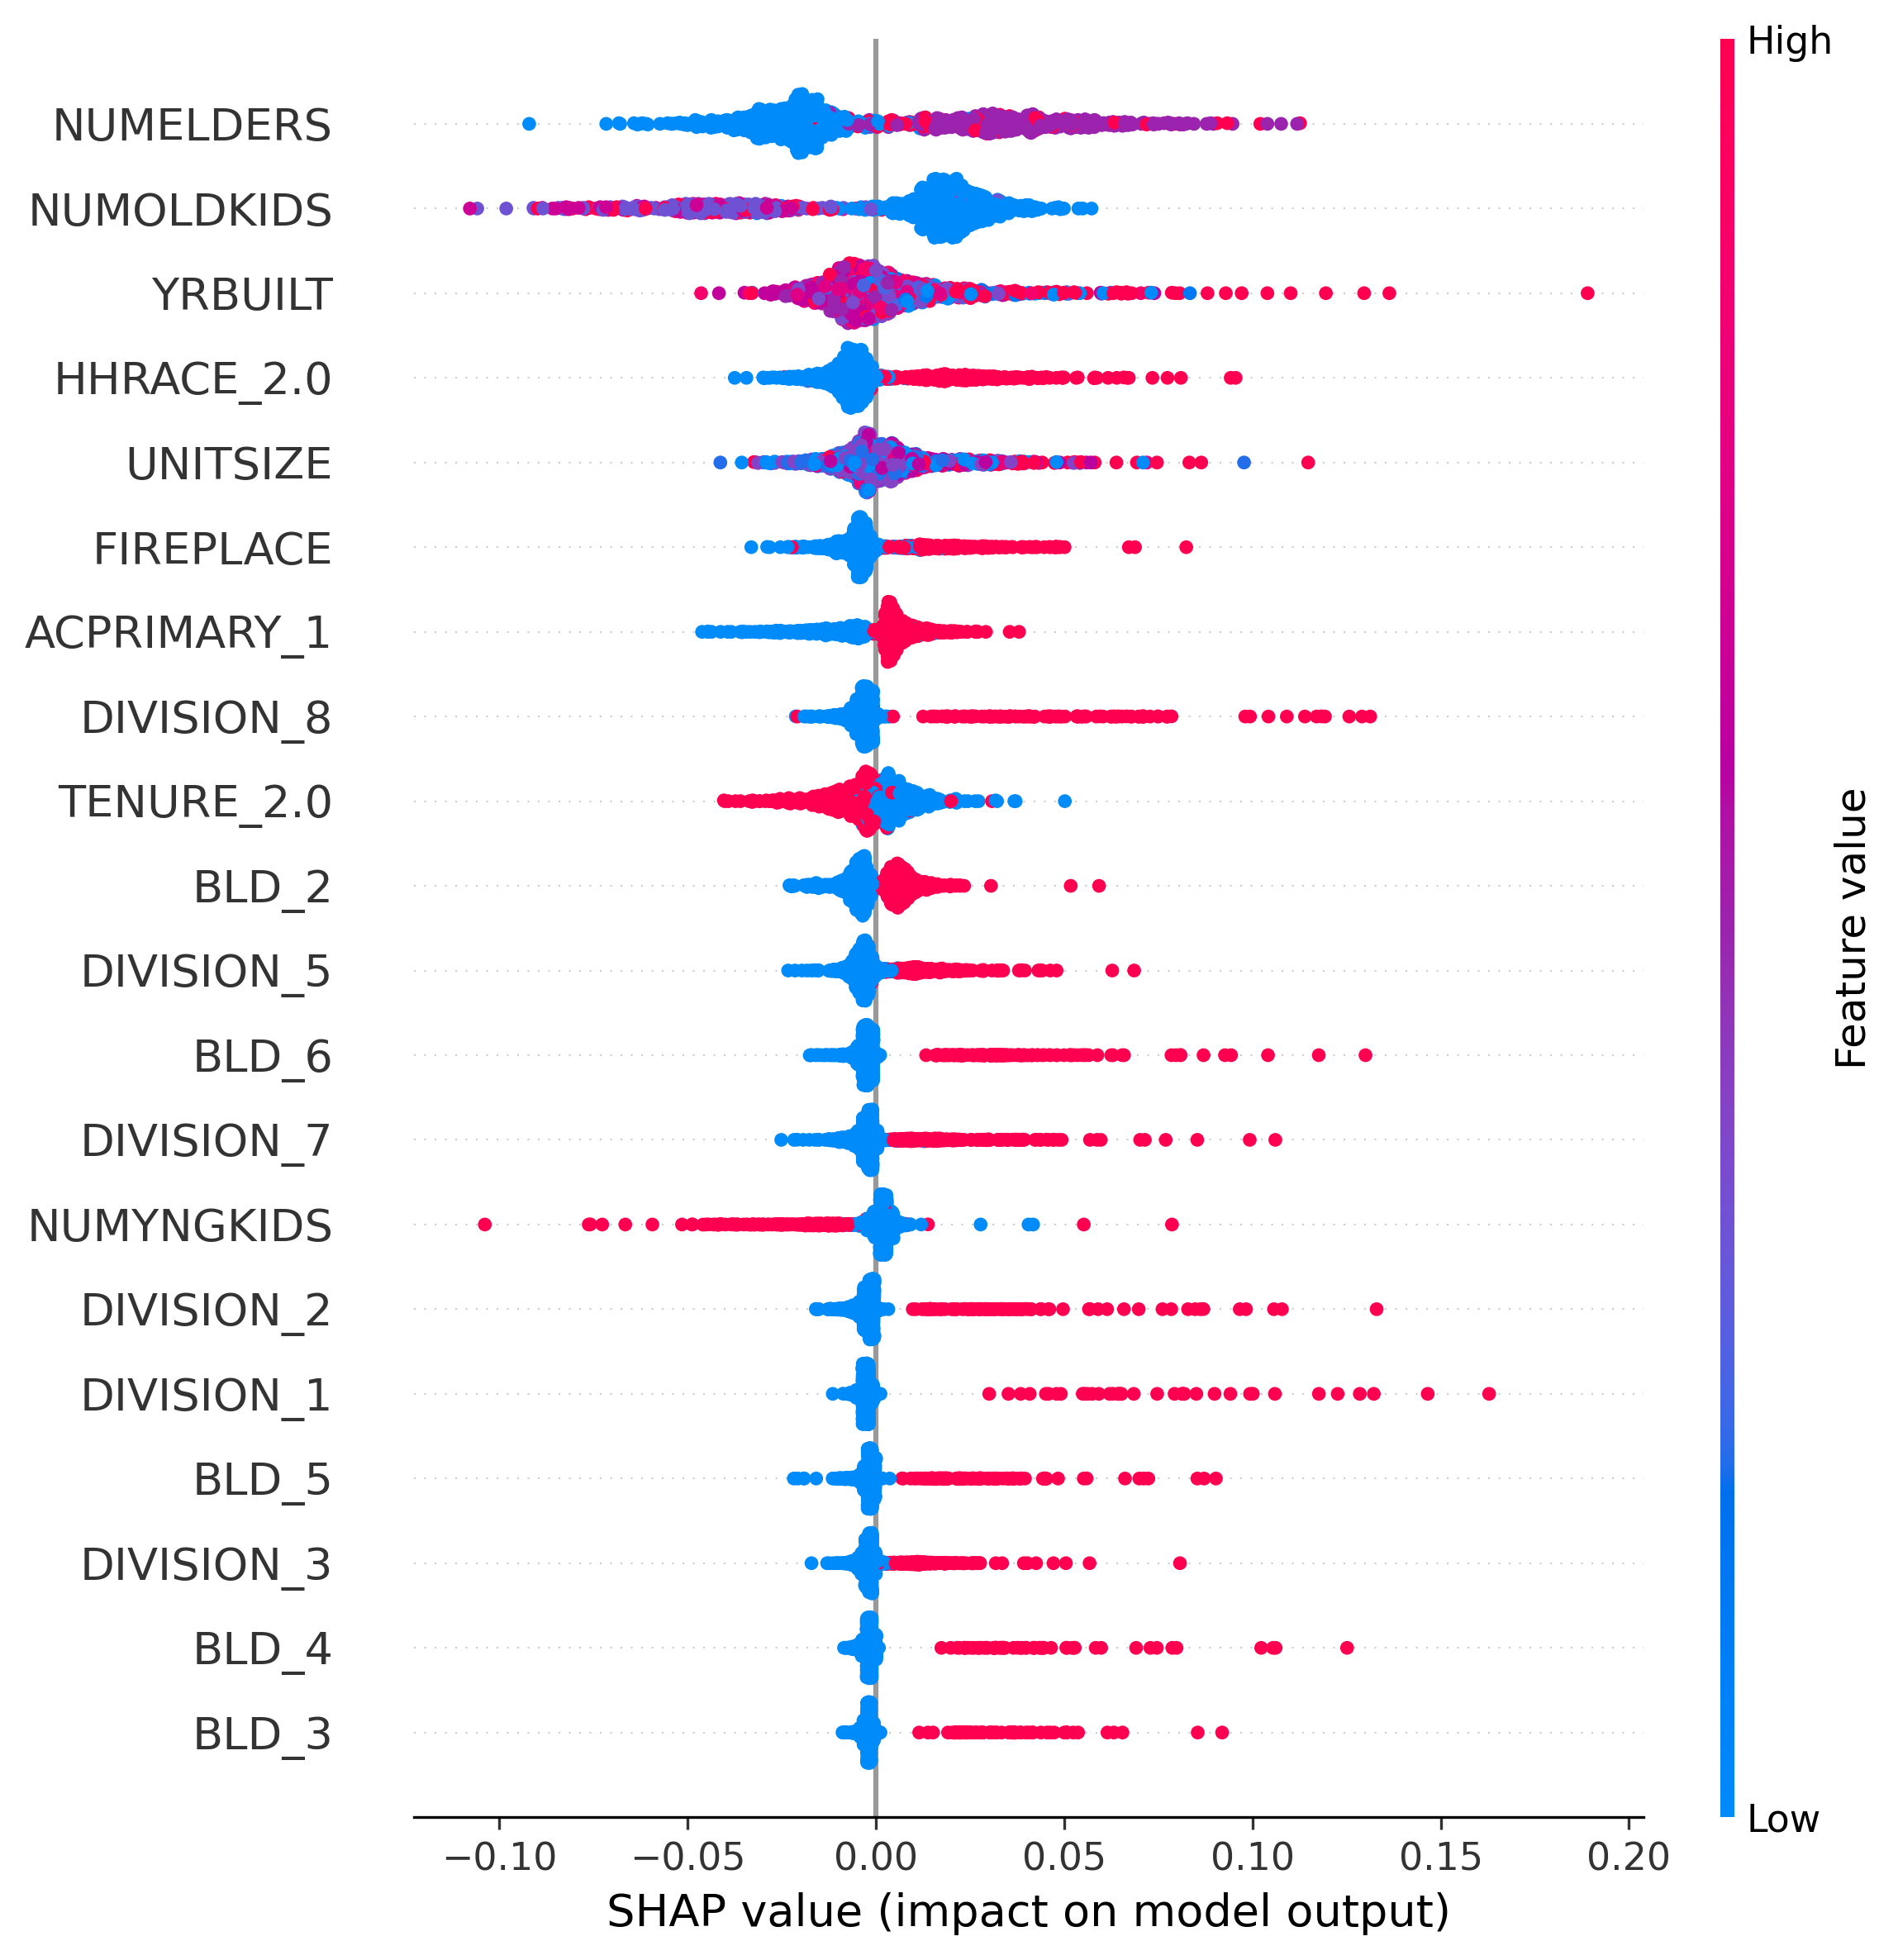 High
NUMELDERS
NUMOLDKIDS
YRBUILT
HHRACE_2.0
UNITSIZE
FIREPLACE
ACPRIMARY_1
DIVISION_8
TENURE_2.0
BLD_2
DIVISION_5
BLD_6
DIVISION_7
NUMYNGKIDS
DIVISION_2
DIVISION_1
BLD_5
DIVISION_3
BLD_4
BLD_3
Feature value
Low
−0.10 −0.05 0.00 0.05 0.10 0.15 0.20
SHAP value (impact on model output)